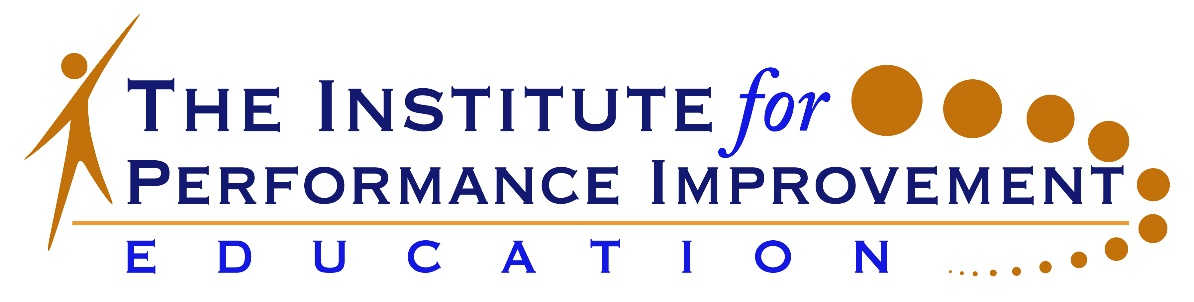 THE INSTITUTE for
PERFORMANCE IMPROVEMENT
EDUCATION